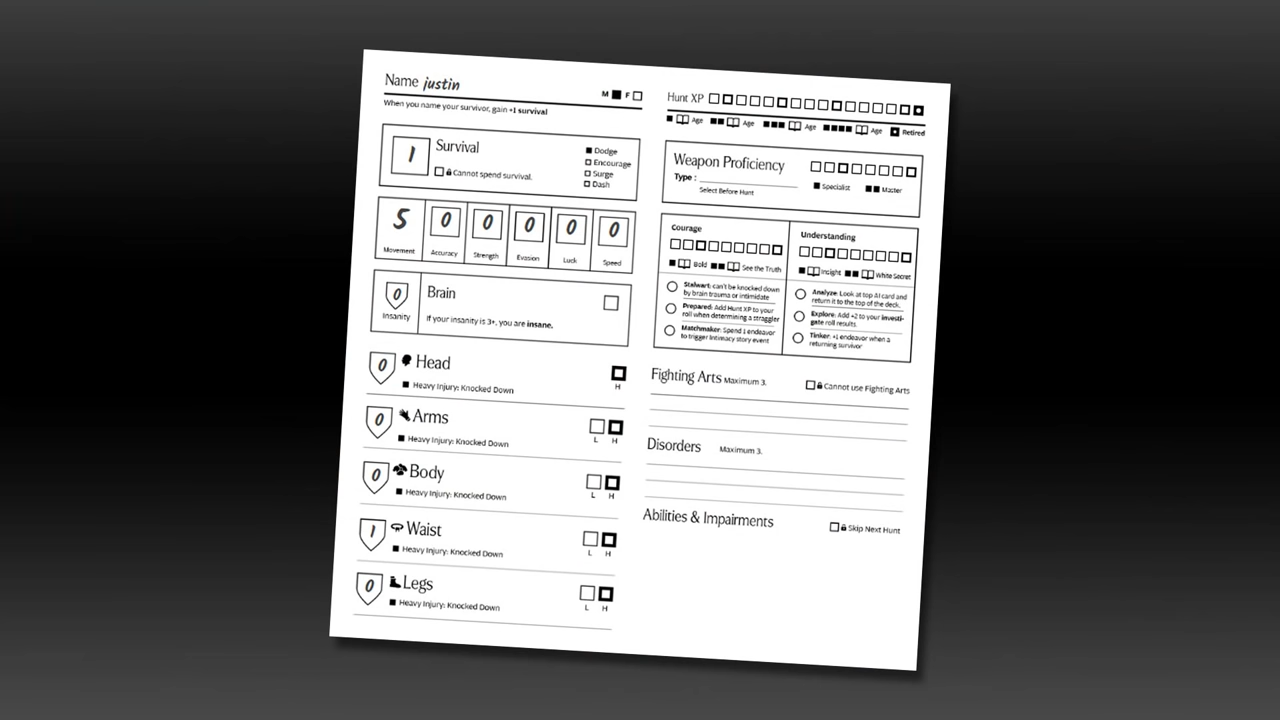 Name justin
M F
When you name your survivor, gain +1 survival
1
Survival
Cannot spend survival.
Dodge
Encourage
Surge
Dash
5 0 0 0 0 0
Movement Accuracy Strength Evasion Luck Speed
0
Insanity
Brain
If your insanity is 3+, you are insane.
0 Head
Heavy Injury: Knocked Down
H
0 Arms
Heavy Injury: Knocked Down
L H
0 Body
Heavy Injury: Knocked Down
L H
1 Waist
Heavy Injury: Knocked Down
L H
0 Legs
Heavy Injury: Knocked Down
L H
Hunt XP
Age Age Age Age Retired
Weapon Proficiency
Type :
Select Before Hunt
Specialist Master
Courage
Bold See the Truth
Stalwart: can't be knocked down
by brain trauma or intimidate
Prepared: Add Hunt XP to your
roll when determining a straggler
Matchmaker: Spend 1 endeavor
to trigger Intimacy story event
Understanding
Insight White Secret
Analyze: Look at top AI card and
return it to the top of the deck.
Explore: Add +2 to your investi-
gate roll results.
Tinker: +1 endeavor when a
returning survivor
Fighting Arts Maximum 3.
Cannot use Fighting Arts
Disorders Maximum 3.
Abilities & Impairments
Skip Next Hunt